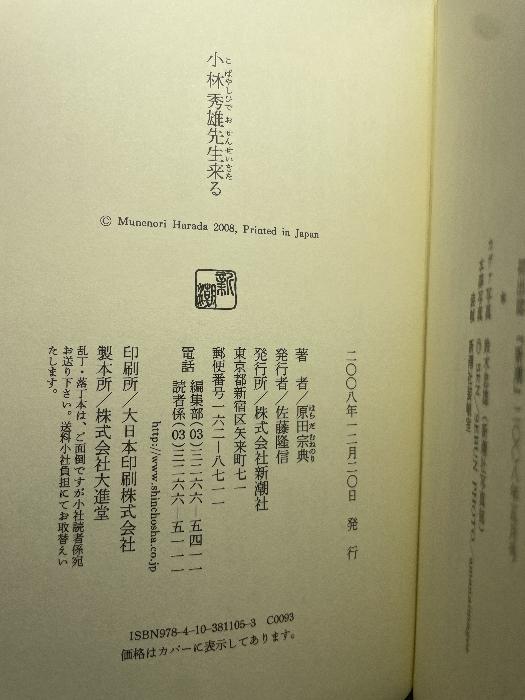 小林秀雄先生来る
こばやしひでおせんせいきたる
© Munenori Harada 2008, Printed in Japan
新潮
二〇〇八年一二月二〇日 発行
著 者／原田宗典
はらだ むねのり
発行者／佐藤隆信
発行所／株式会社新潮社
東京都新宿区矢来町七一
郵便番号一六二―八七一一
電話 編集部(03)三二六六―五四一一
読者係(03)三二六六―五一一一
http://www.shinchosha.co.jp
印刷所／大日本印刷株式会社
製本所／株式会社大進堂
乱丁・落丁本は、ご面倒ですが小社読者係宛
お送り下さい。送料小社負担にてお取替えい
たします。
ISBN978-4-10-381105-3 C0093
価格はカバーに表示してあります。